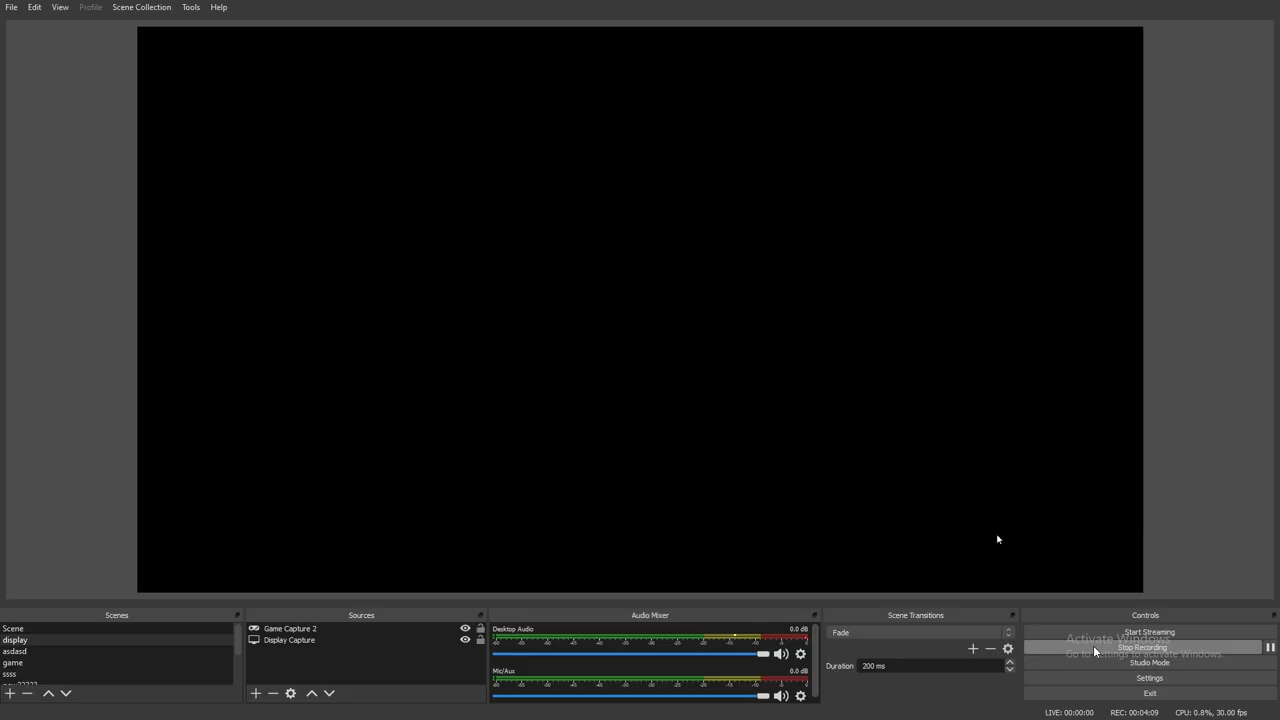 File Edit View Profile Scene Collection Tools Help
Scenes
Sources
Audio Mixer
Scene Transitions
Controls
Scene
display
asdasd
game
ssss
Game Capture 2
Display Capture
Desktop Audio 0.0 dB
Mic/Aux 0.0 dB
Fade
Duration 200 ms
Start Streaming
Stop Recording
Studio Mode
Settings
Exit
Activate Windows
Go to Settings to activate Windows.
LIVE: 00:00:00 REC: 00:04:09 CPU: 0.8%, 30.00 fps